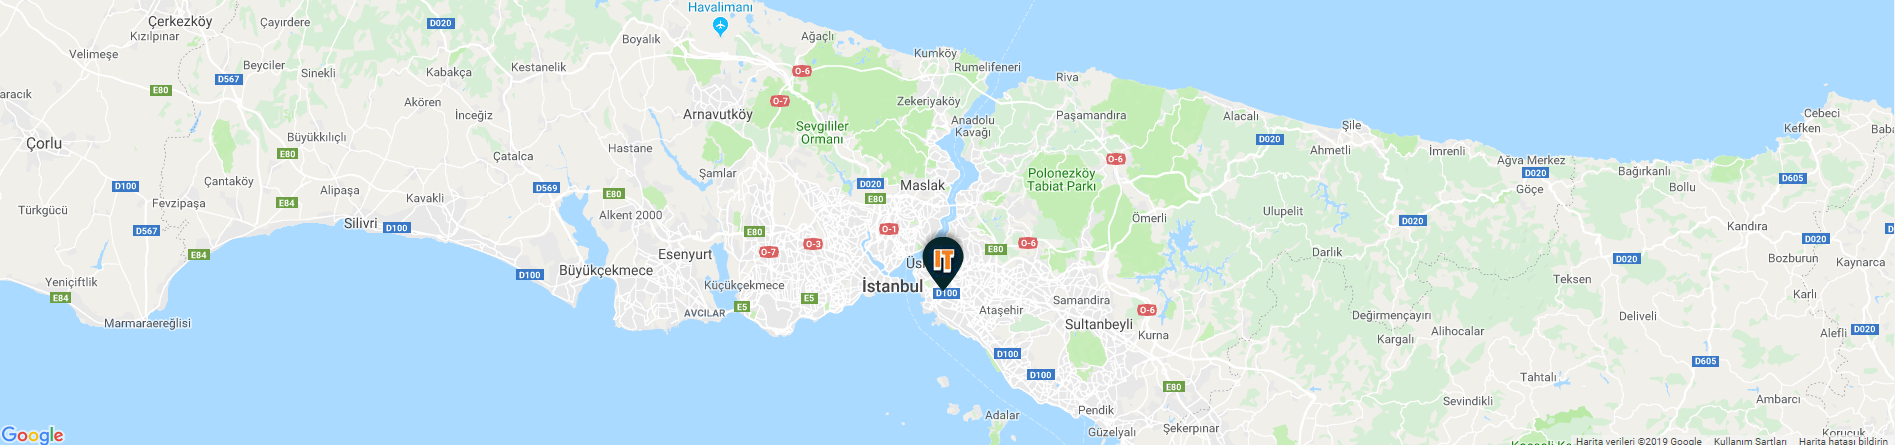 Havalimanı
Çerkezköy
Çayırdere
D020
Kızılpınar
Ağaçlı
Boyalık
Velimeşe
Kumköy
Beyciler
Sinekli
Kabakça
Kestanelik
Rumelifeneri
Riva
O-6
D567
E80
Akören
O-7
Zekeriyaköy
İnceğiz
Arnavutköy
Anadolu
Kavağı
Paşamandıra
Alacalı
Şile
Cebeci
Kefken
Sevgililer
Ormanı
Büyükkılıçlı
Çorlu
Hastane
Çatalca
E80
D020
Ahmetli
İmrenli
Ağva Merkez
O-6
D020
Bağırkanlı
Şamlar
Polonezköy
Tabiat Parkı
Maslak
D020
D605
Çantaköy
D100
Alipaşa
D569
E80
Göçe
Bollu
Kavaklı
E80
Fevzipaşa
E84
Türkgücü
Alkent 2000
Ömerli
Ulupelit
D020
Silivri
D100
D567
E80
O-1
Kandıra
D020
O-3
O-7
E80
O-6
Esenyurt
Darlık
E84
D020
Bozburun
Kaynarca
IT
Büyükçekmece
D100
Teksen
Yeniçiftlik
Küçükçekmece
İstanbul
D100
E84
E5
E5
Samandıra
Karlı
AVCILAR
Ataşehir
O-6
Değirmençayırı
Deliveli
Marmaraereğlisi
Sultanbeyli
Kurna
Alihocalar
Kargalı
D020
Alefli
D100
D605
D100
E80
Tahtalı
Sevindikli
Ambarcı
Pendik
Adalar
Güzelyalı
Şekerpınar
Akçakoyun
Google
Harita verileri ©2019 Google
Kullanım Şartları
Harita hatası bildirin